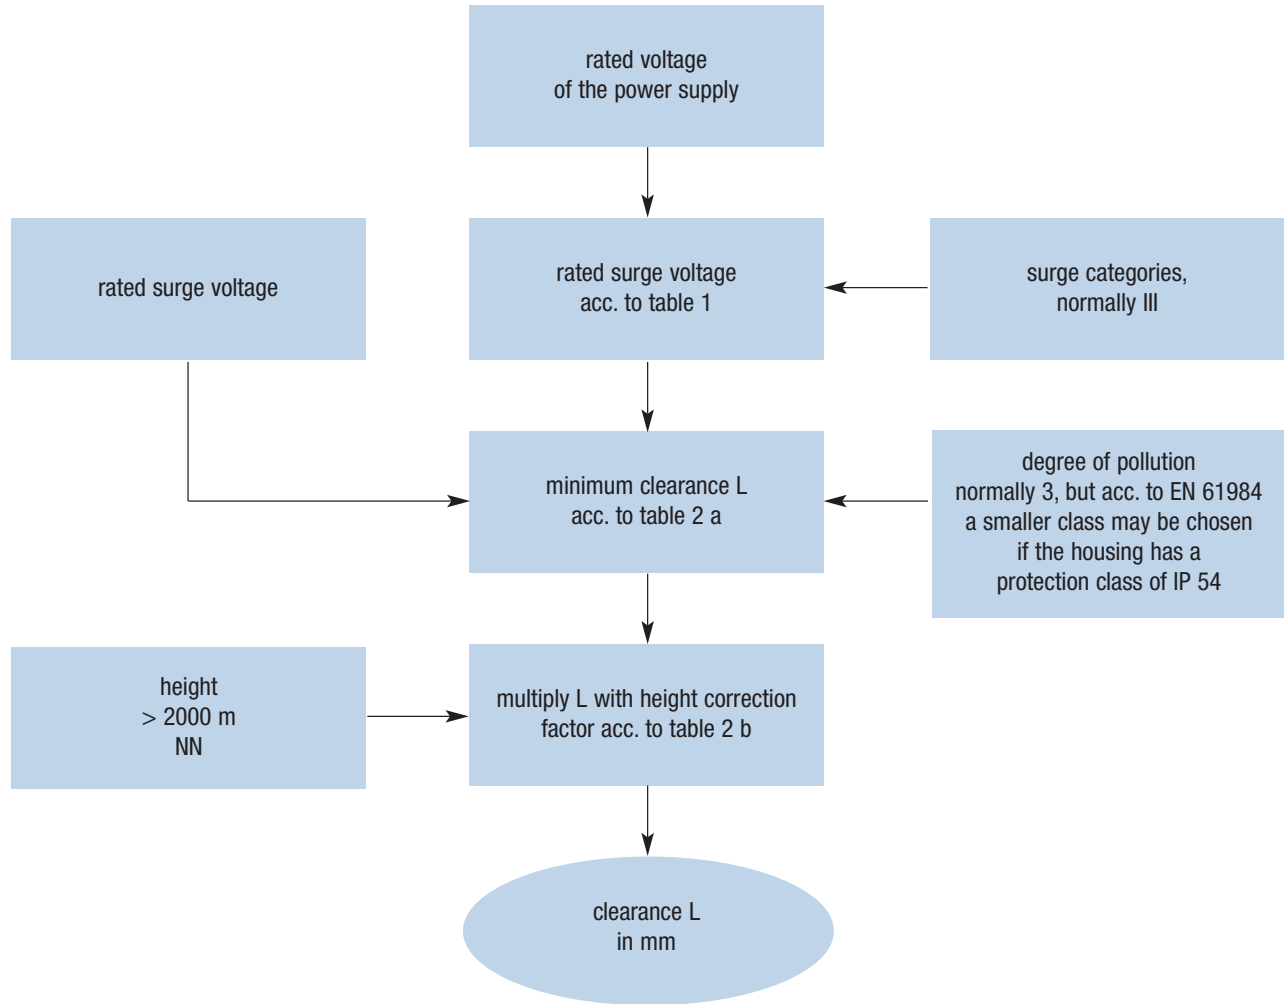 rated voltage
of the power supply
rated surge voltage
rated surge voltage
acc. to table 1
surge categories,
normally III
minimum clearance L
acc. to table 2 a
degree of pollution
normally 3, but acc. to EN 61984
a smaller class may be chosen
if the housing has a
protection class of IP 54
height
> 2000 m
NN
multiply L with height correction
factor acc. to table 2 b
clearance L
in mm